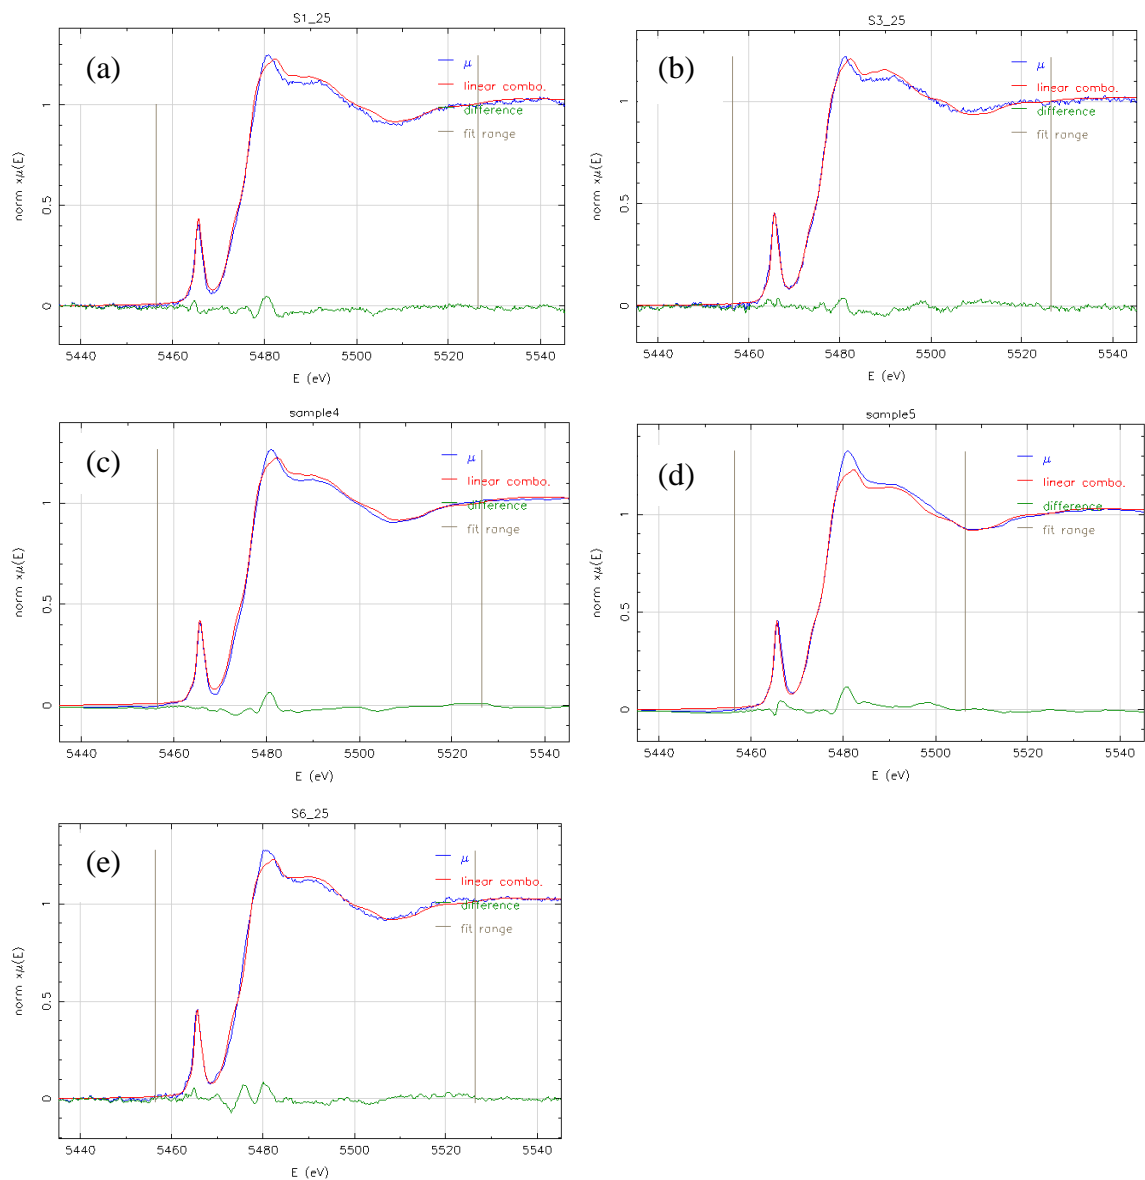 S1_25
(a)
μ
linear combo.
difference
fit range
norm xμ(E)
0
0.5
1
5440 5460 5480 5500 5520 5540
E (eV)
S3_25
(b)
μ
linear combo.
difference
fit range
norm xμ(E)
0
0.5
1
5440 5460 5480 5500 5520 5540
E (eV)
sample4
(c)
μ
linear combo.
difference
fit range
norm xμ(E)
0
0.5
1
5440 5460 5480 5500 5520 5540
E (eV)
sample5
(d)
μ
linear combo.
difference
fit range
norm xμ(E)
0
0.5
1
5440 5460 5480 5500 5520 5540
E (eV)
S6_25
(e)
μ
linear combo.
difference
fit range
norm xμ(E)
0
0.5
1
5440 5460 5480 5500 5520 5540
E (eV)